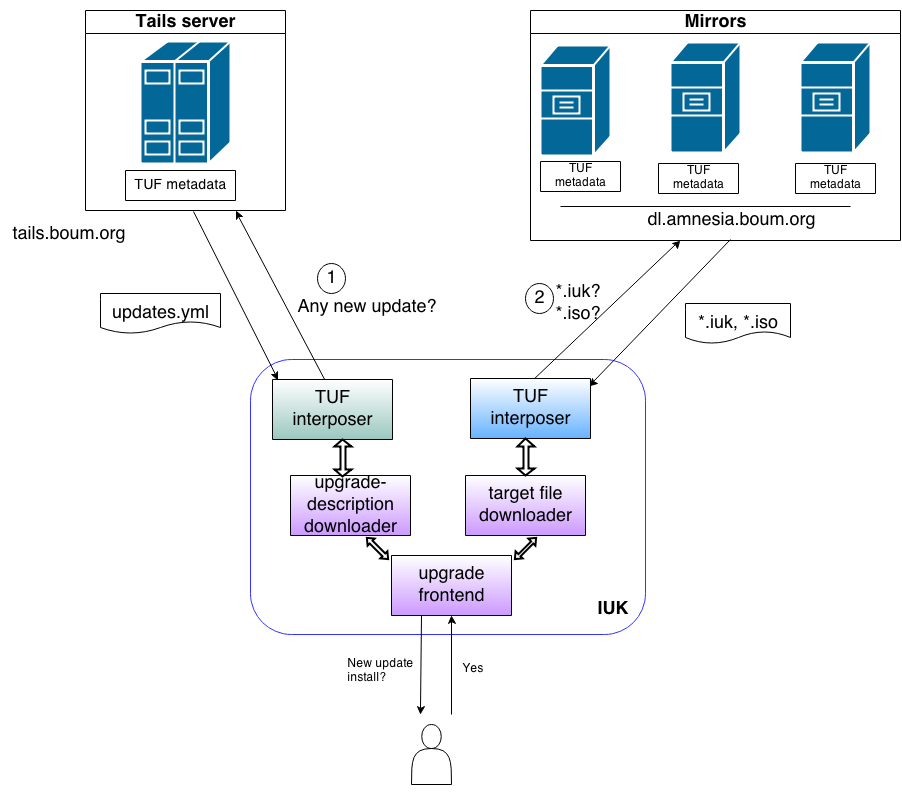 Tails server
Mirrors
TUF metadata
TUF
metadata
TUF
metadata
TUF
metadata
dl.amnesia.boum.org
tails.boum.org
1
Any new update?
2
*.iuk?
*.iso?
updates.yml
*.iuk, *.iso
TUF
interposer
TUF
interposer
upgrade-
description
downloader
target file
downloader
upgrade
frontend
IUK
New update
install?
Yes